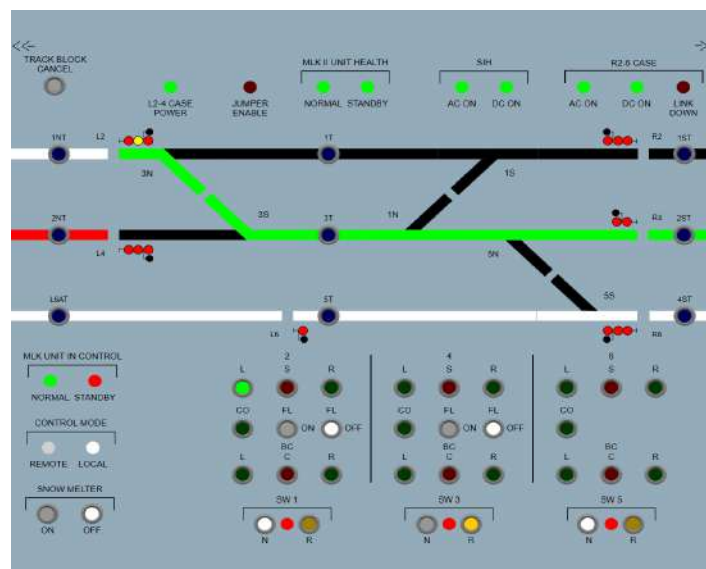 <<-
->
TRACK BLOCK
CANCEL
MLK II UNIT HEALTH
SIH
R2-6 CASE
L2-4 CASE
POWER
JUMPER
ENABLE
NORMAL STANDBY
AC ON DC ON
AC ON DC ON LINK
DOWN
1NT L2 1T R2 1ST
3N 1S
2NT 3S 3T 1N R4 2ST
L4 5N
L6AT 5T 5S 4ST
L6 R6
MLK UNIT IN CONTROL
NORMAL STANDBY
CONTROL MODE
REMOTE LOCAL
SNOW MELTER
ON OFF
2 4 6
L S R L S R L S R
CO FL FL CO FL FL CO
ON OFF ON OFF
BC BC BC
L C R L C R L C R
SW 1 SW 3 SW 5
N R N R N R